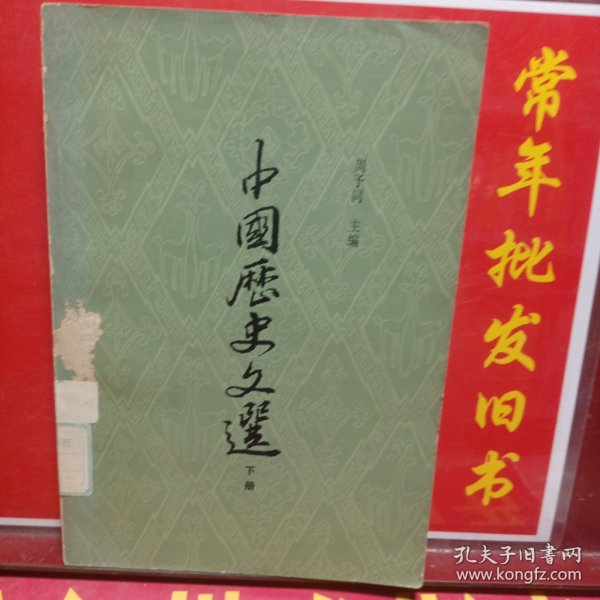 周予同 主编
中國歷史文選
下册
常年批发旧书
孔夫子旧书网
www.kongfz.com